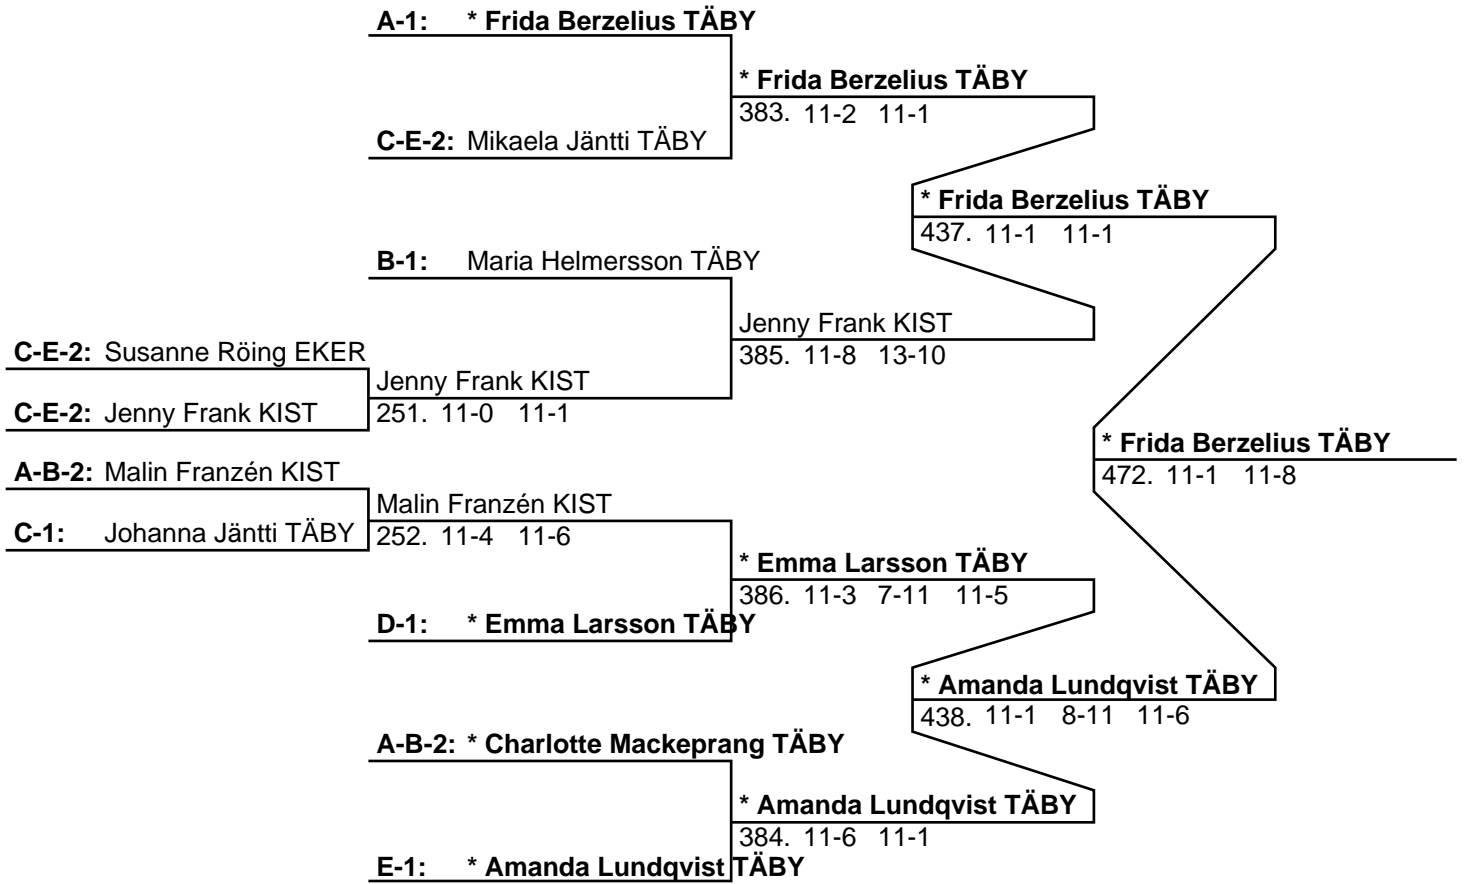 A-1: * Frida Berzelius TÄBY
* Frida Berzelius TÄBY
383. 11-2 11-1
C-E-2: Mikaela Jäntti TÄBY
* Frida Berzelius TÄBY
437. 11-1 11-1
B-1: Maria Helmersson TÄBY
Jenny Frank KIST
385. 11-8 13-10
C-E-2: Susanne Röing EKER
Jenny Frank KIST
251. 11-0 11-1
C-E-2: Jenny Frank KIST
* Frida Berzelius TÄBY
472. 11-1 11-8
A-B-2: Malin Franzén KIST
Malin Franzén KIST
252. 11-4 11-6
C-1: Johanna Jäntti TÄBY
* Emma Larsson TÄBY
386. 11-3 7-11 11-5
D-1: * Emma Larsson TÄBY
* Amanda Lundqvist TÄBY
438. 11-1 8-11 11-6
A-B-2: * Charlotte Mackeprang TÄBY
* Amanda Lundqvist TÄBY
384. 11-6 11-1
E-1: * Amanda Lundqvist TÄBY